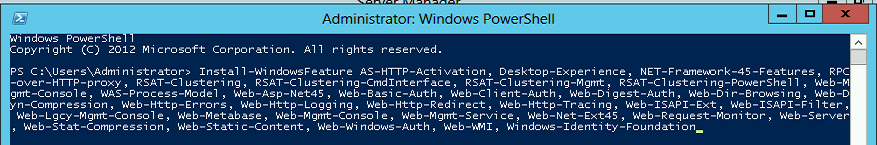 Server Manager
Administrator: Windows PowerShell
Windows PowerShell
Copyright (C) 2012 Microsoft Corporation. All rights reserved.
PS C:\Users\Administrator> Install-WindowsFeature AS-HTTP-Activation, Desktop-Experience, NET-Framework-45-Features, RPC
-over-HTTP-proxy, RSAT-Clustering, RSAT-Clustering-CmdInterface, RSAT-Clustering-Mgmt, RSAT-Clustering-PowerShell, Web-M
gmt-Console, WAS-Process-Model, Web-Asp-Net45, Web-Basic-Auth, Web-Client-Auth, Web-Digest-Auth, Web-Dir-Browsing, Web-D
yn-Compression, Web-Http-Errors, Web-Http-Logging, Web-Http-Redirect, Web-Http-Tracing, Web-ISAPI-Ext, Web-ISAPI-Filter,
 Web-Lgcy-Mgmt-Console, Web-Metabase, Web-Mgmt-Console, Web-Mgmt-Service, Web-Net-Ext45, Web-Request-Monitor, Web-Server
, Web-Stat-Compression, Web-Static-Content, Web-Windows-Auth, Web-WMI, Windows-Identity-Foundation_